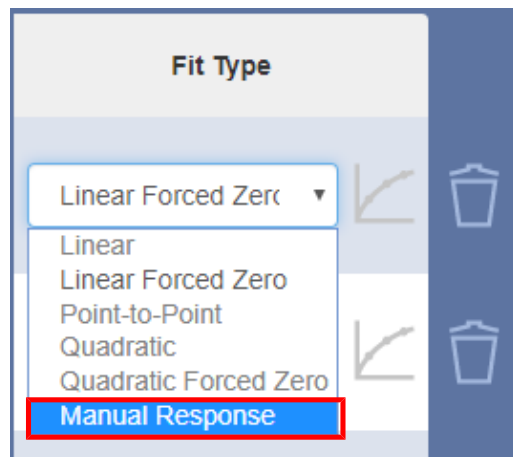 Fit Type
Linear Forced Zerc
Linear
Linear Forced Zero
Point-to-Point
Quadratic
Quadratic Forced Zero
Manual Response